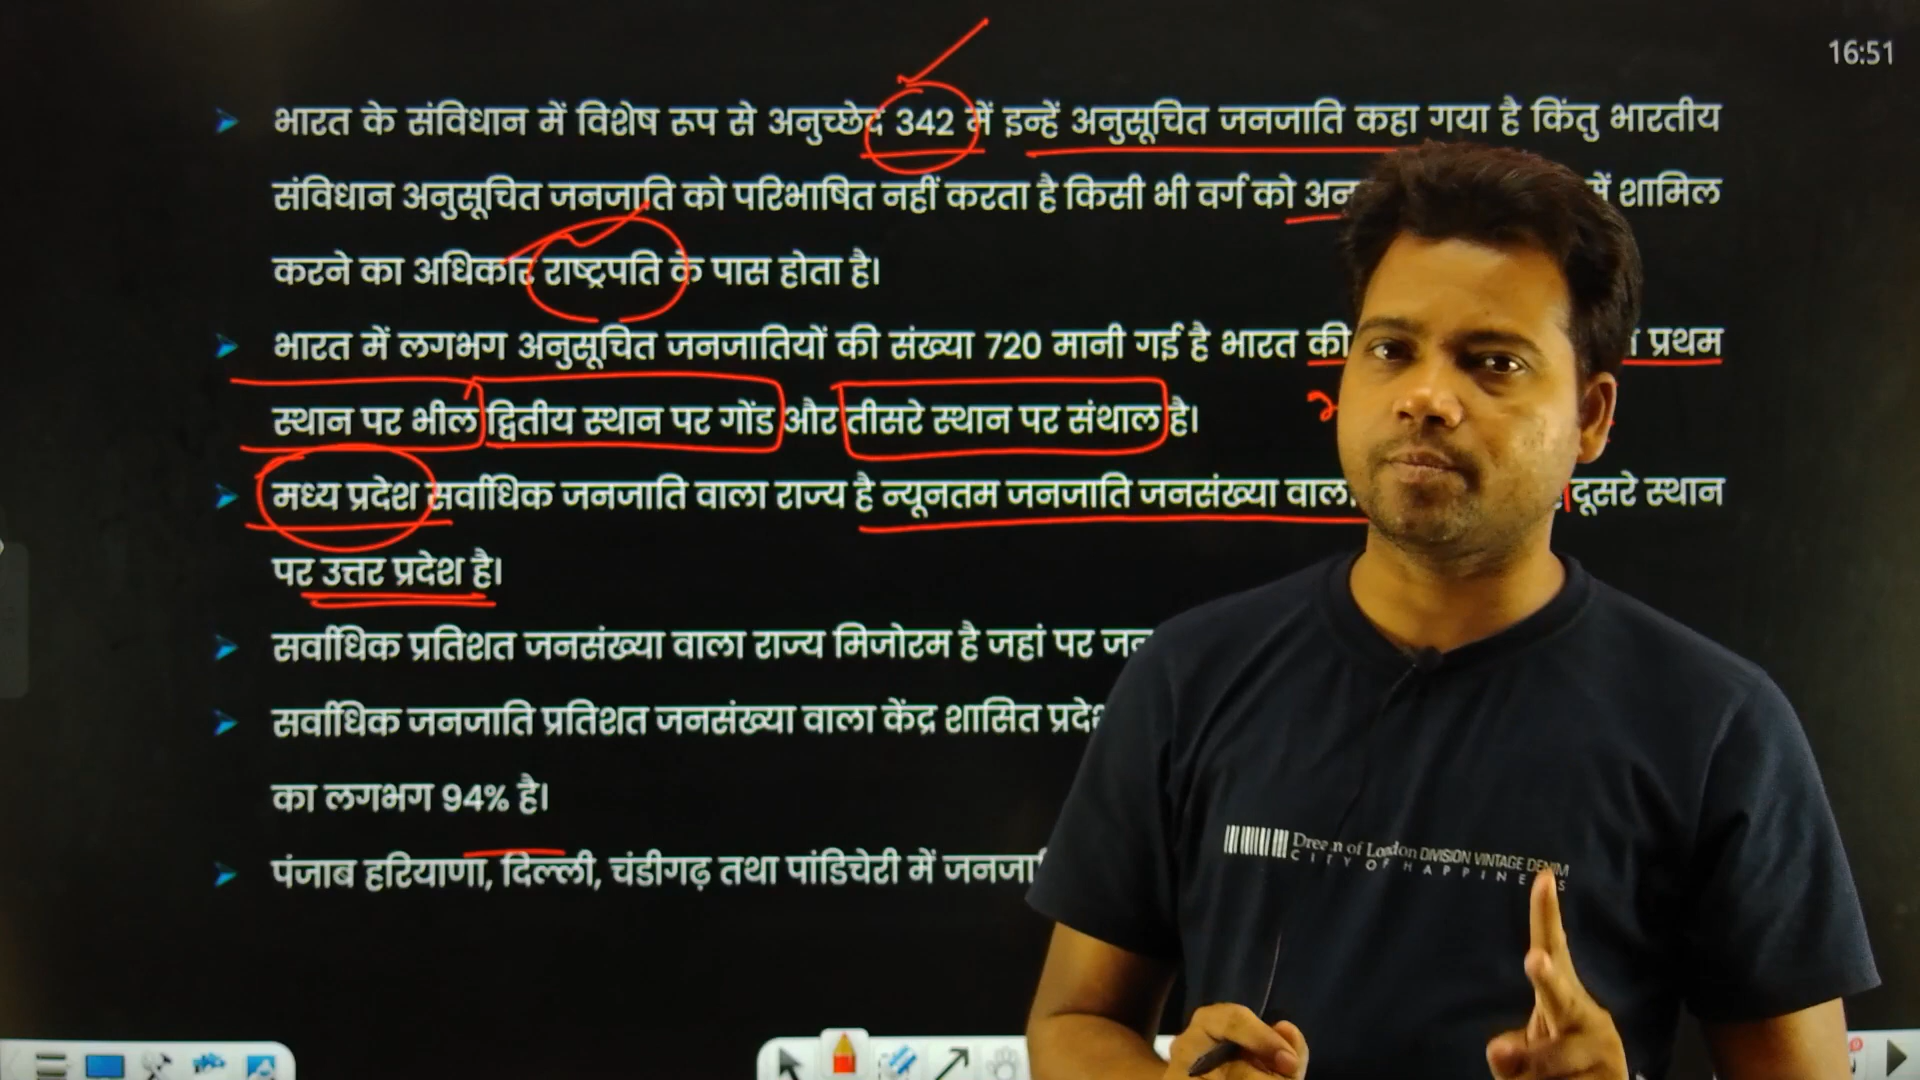 16:51
भारत के संविधान में विशेष रूप से अनुच्छेद 342 में इन्हें अनुसूचित जनजाति कहा गया है किंतु भारतीय
संविधान अनुसूचित जनजाति को परिभाषित नहीं करता है किसी भी वर्ग को शामिल
करने का अधिकार राष्ट्रपति के पास होता है।
भारत में लगभग अनुसूचित जनजातियों की संख्या 720 मानी गई है भारत की प्रथम
स्थान पर भील द्वितीय स्थान पर गोंड और तीसरे स्थान पर संथाल है।
मध्य प्रदेश सर्वाधिक जनजाति वाला राज्य है न्यूनतम जनजाति जनसंख्या वाला दूसरे स्थान
पर उत्तर प्रदेश है।
सर्वाधिक प्रतिशत जनसंख्या वाला राज्य मिजोरम है जहां पर
सर्वाधिक जनजाति प्रतिशत जनसंख्या वाला केंद्र शासित
का लगभग 94% है।
पंजाब हरियाणा, दिल्ली, चंडीगढ़ तथा पांडिचेरी में
Dream of London DIVISION VINTAGE DENIM
CITY OF HAPPINESS